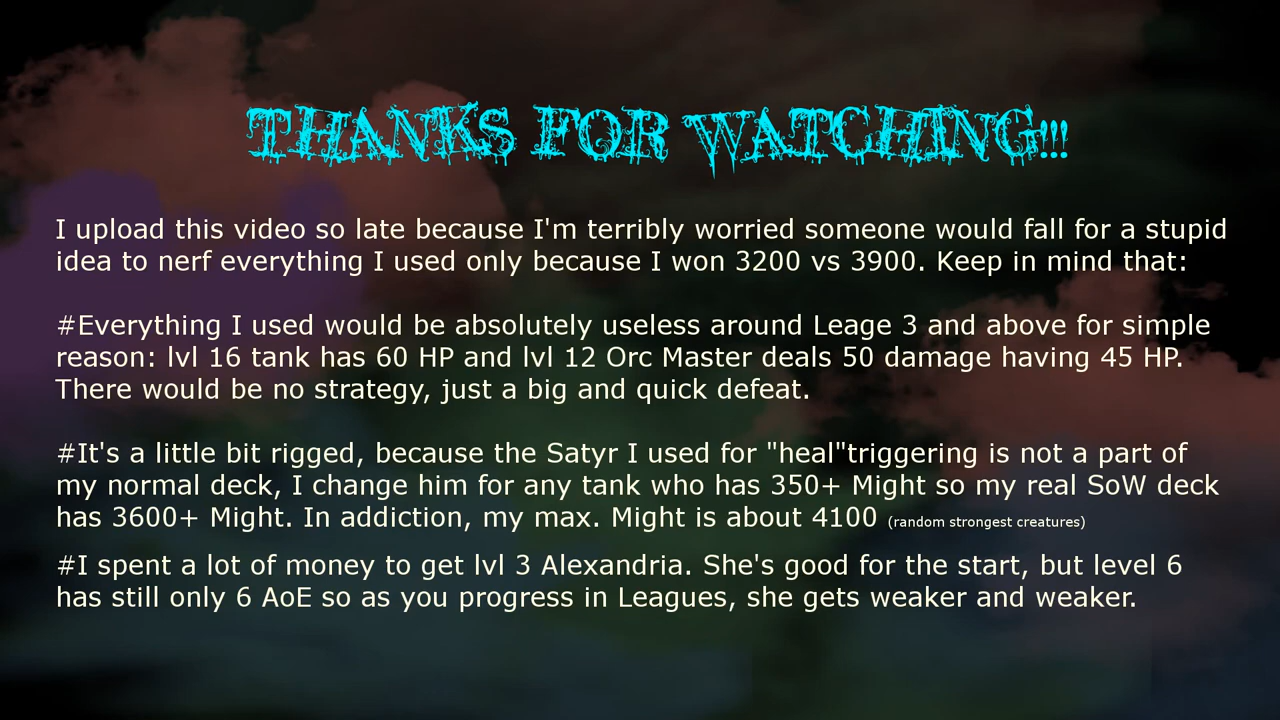 THANKS FOR WATCHING!!!
I upload this video so late because I'm terribly worried someone would fall for a stupid
idea to nerf everything I used only because I won 3200 vs 3900. Keep in mind that:
#Everything I used would be absolutely useless around Leage 3 and above for simple
reason: lvl 16 tank has 60 HP and lvl 12 Orc Master deals 50 damage having 45 HP.
There would be no strategy, just a big and quick defeat.
#It's a little bit rigged, because the Satyr I used for "heal"triggering is not a part of
my normal deck, I change him for any tank who has 350+ Might so my real SoW deck
has 3600+ Might. In addiction, my max. Might is about 4100 (random strongest creatures)
#I spent a lot of money to get lvl 3 Alexandria. She's good for the start, but level 6
has still only 6 AoE so as you progress in Leagues, she gets weaker and weaker.